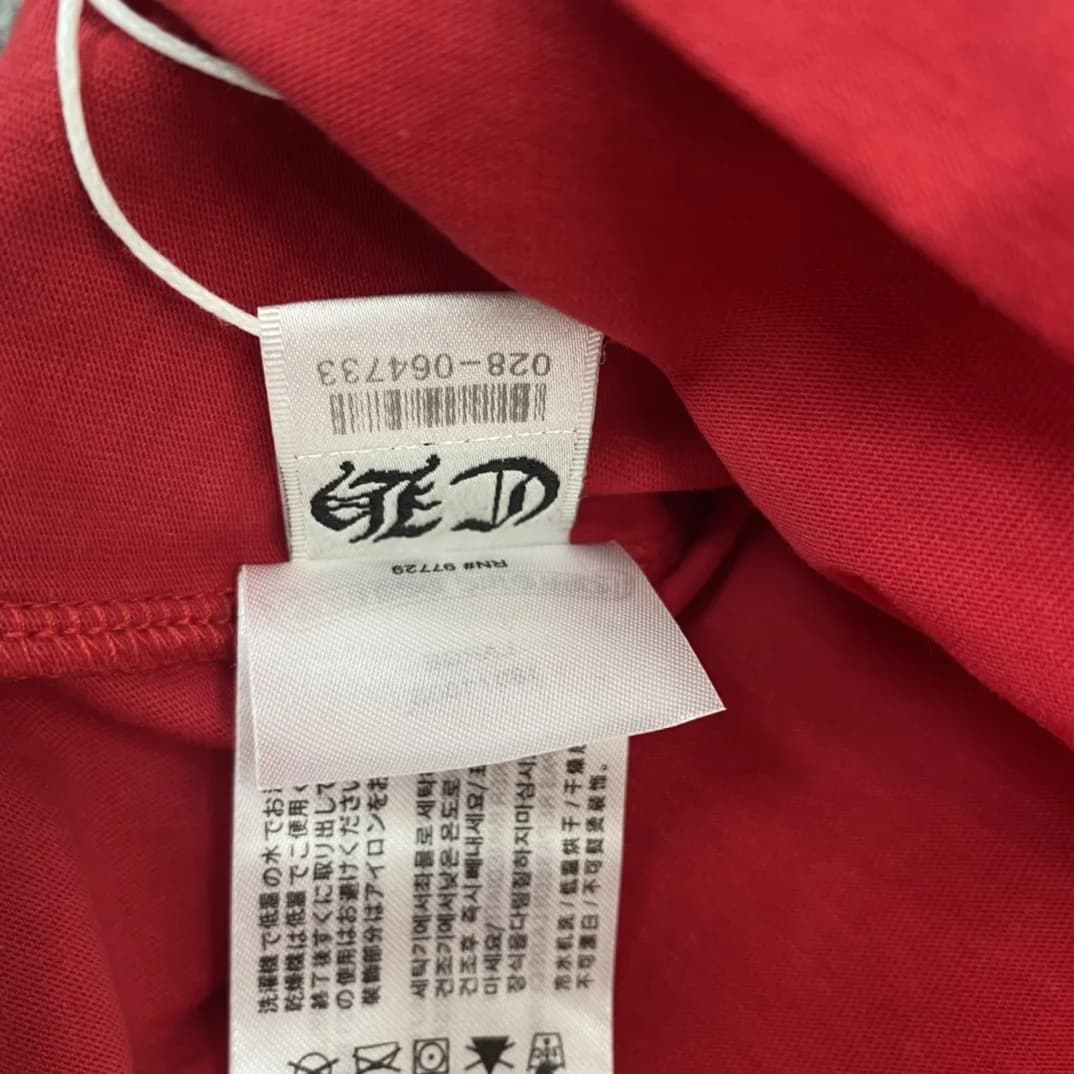 028-064733
CH
RN# 97729
洗濯機で低温の水でお
乾燥機は低温でご使用く
終了後すぐに取り出して
の使用はお避けください
装飾部分はアイロンをお
세탁기에서찬물로세탁
건조기에서낮은 온도로
건조후 즉시 빼내세요/
마세요/
장식을다림질하지마십시
冷水机洗/低温烘干/干燥
不可漂白/不可熨烫装饰。